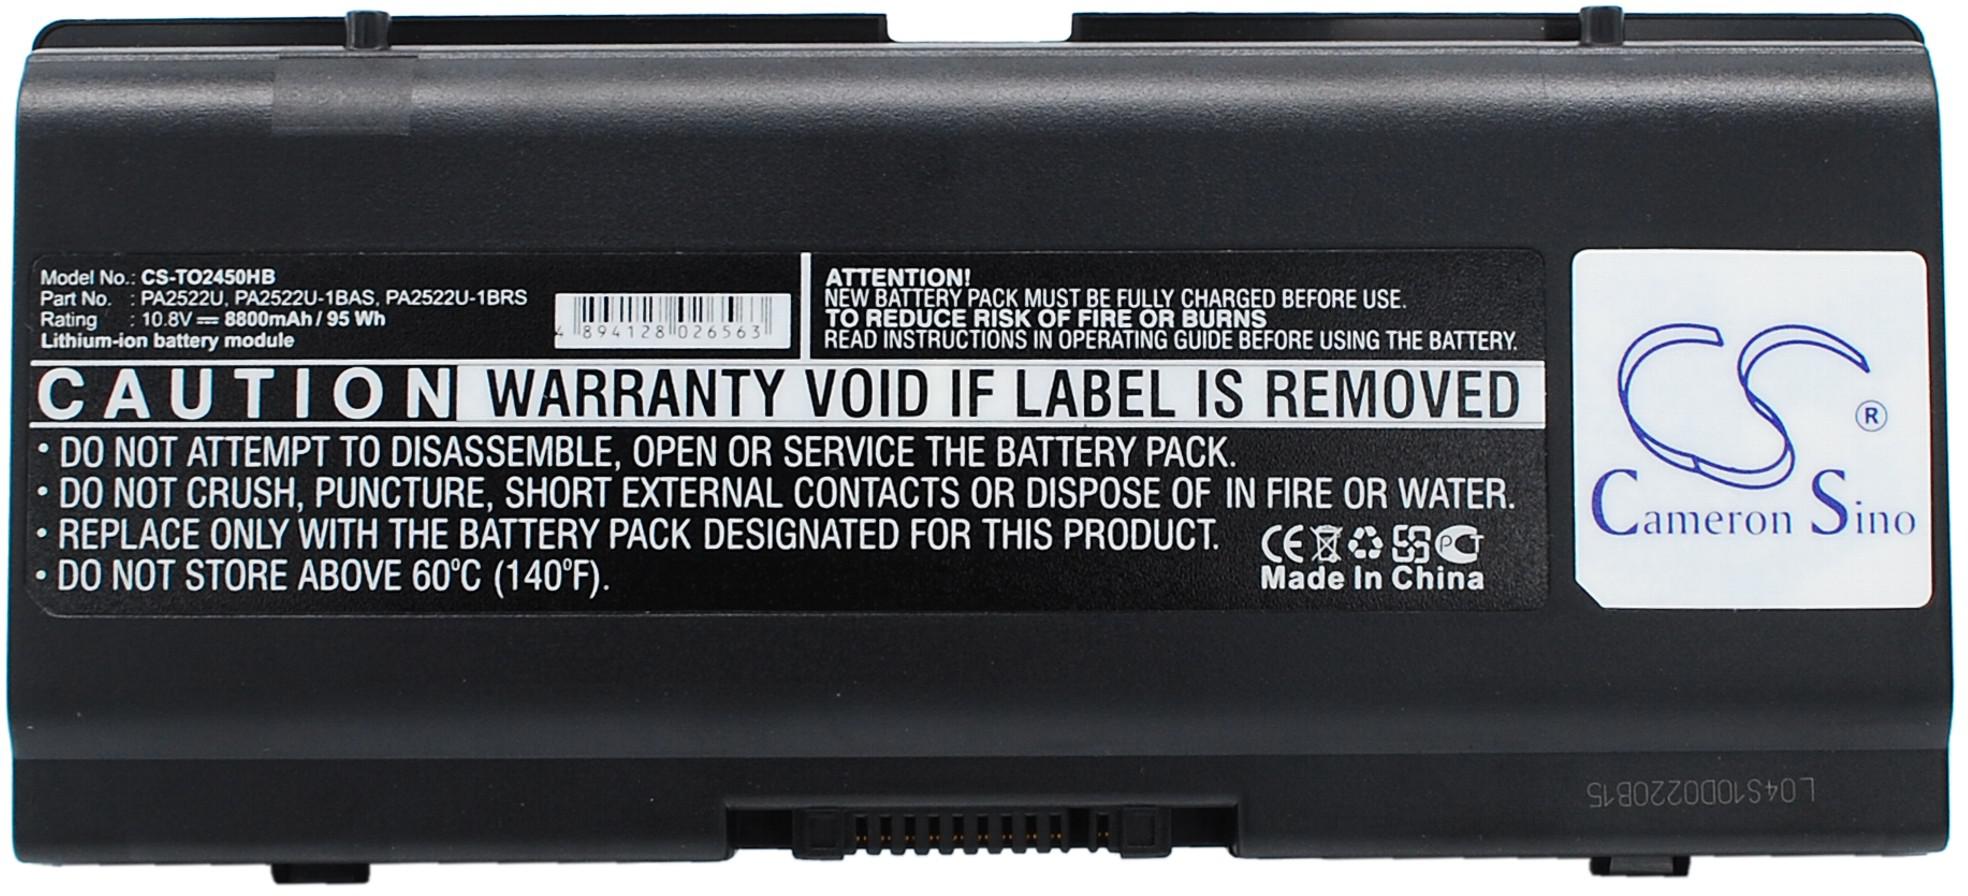 Model No.: CS-TO2450HB
Part No. : PA2522U, PA2522U-1BAS, PA2522U-1BRS
Rating : 10.8V ⎓ 8800mAh / 95 Wh
Lithium-ion battery module
4 894128 026563
ATTENTION!
NEW BATTERY PACK MUST BE FULLY CHARGED BEFORE USE.
TO REDUCE RISK OF FIRE OR BURNS
READ INSTRUCTIONS IN OPERATING GUIDE BEFORE USING THE BATTERY.
CAUTION WARRANTY VOID IF LABEL IS REMOVED
• DO NOT ATTEMPT TO DISASSEMBLE, OPEN OR SERVICE THE BATTERY PACK.
• DO NOT CRUSH, PUNCTURE, SHORT EXTERNAL CONTACTS OR DISPOSE OF IN FIRE OR WATER.
• REPLACE ONLY WITH THE BATTERY PACK DESIGNATED FOR THIS PRODUCT.
• DO NOT STORE ABOVE 60°C (140°F).
CE PCT
Made In China
CS ®
Cameron Sino
L04S10D0220B15